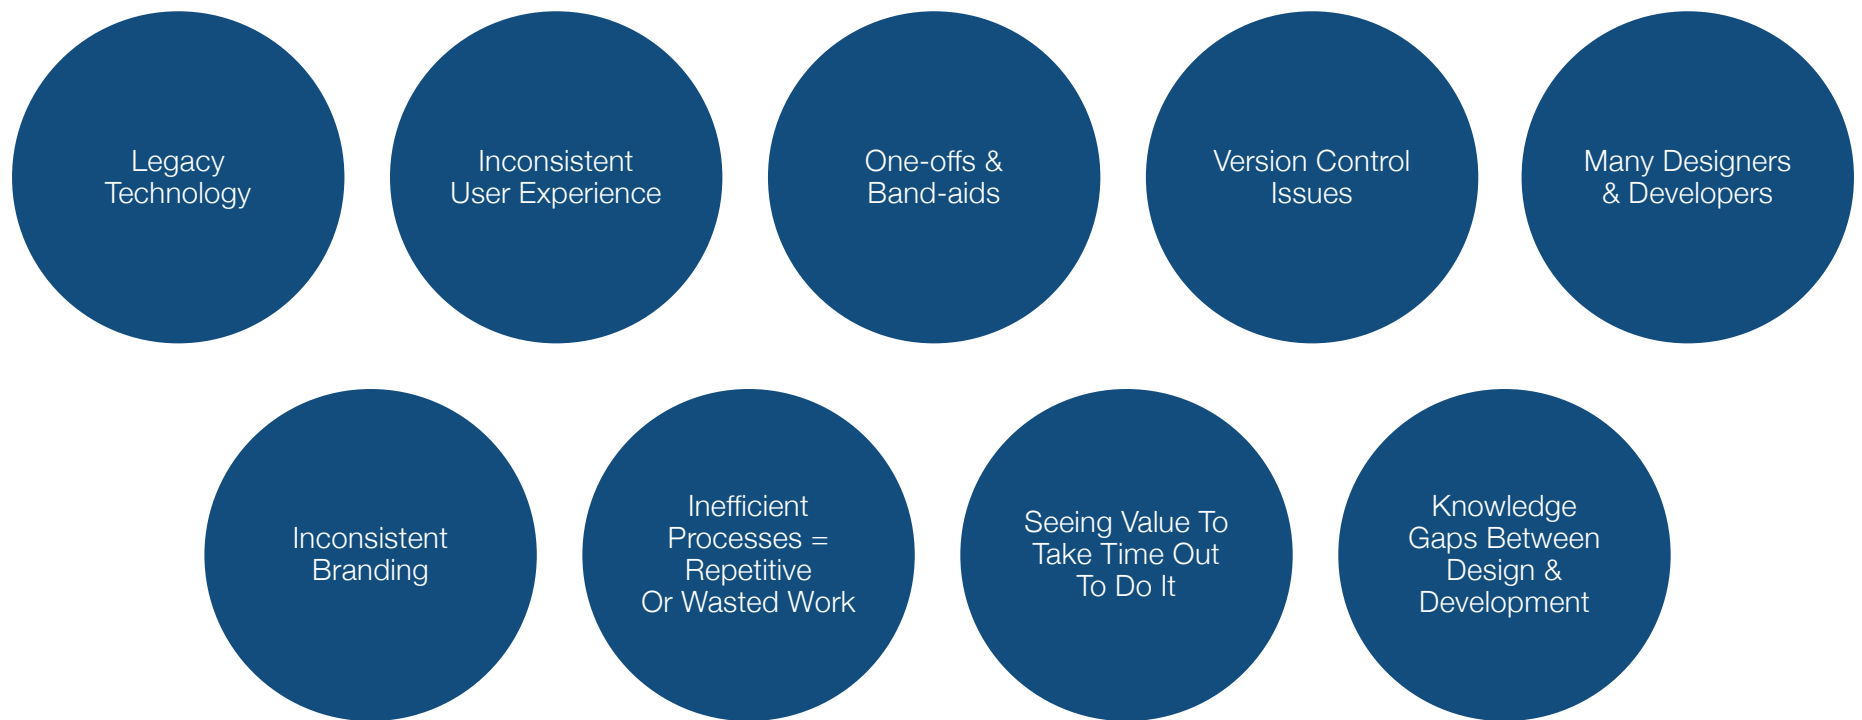 Legacy
Technology
Inconsistent
User Experience
One-offs &
Band-aids
Version Control
Issues
Many Designers
& Developers
Inconsistent
Branding
Inefficient
Processes =
Repetitive
Or Wasted Work
Seeing Value To
Take Time Out
To Do It
Knowledge
Gaps Between
Design &
Development